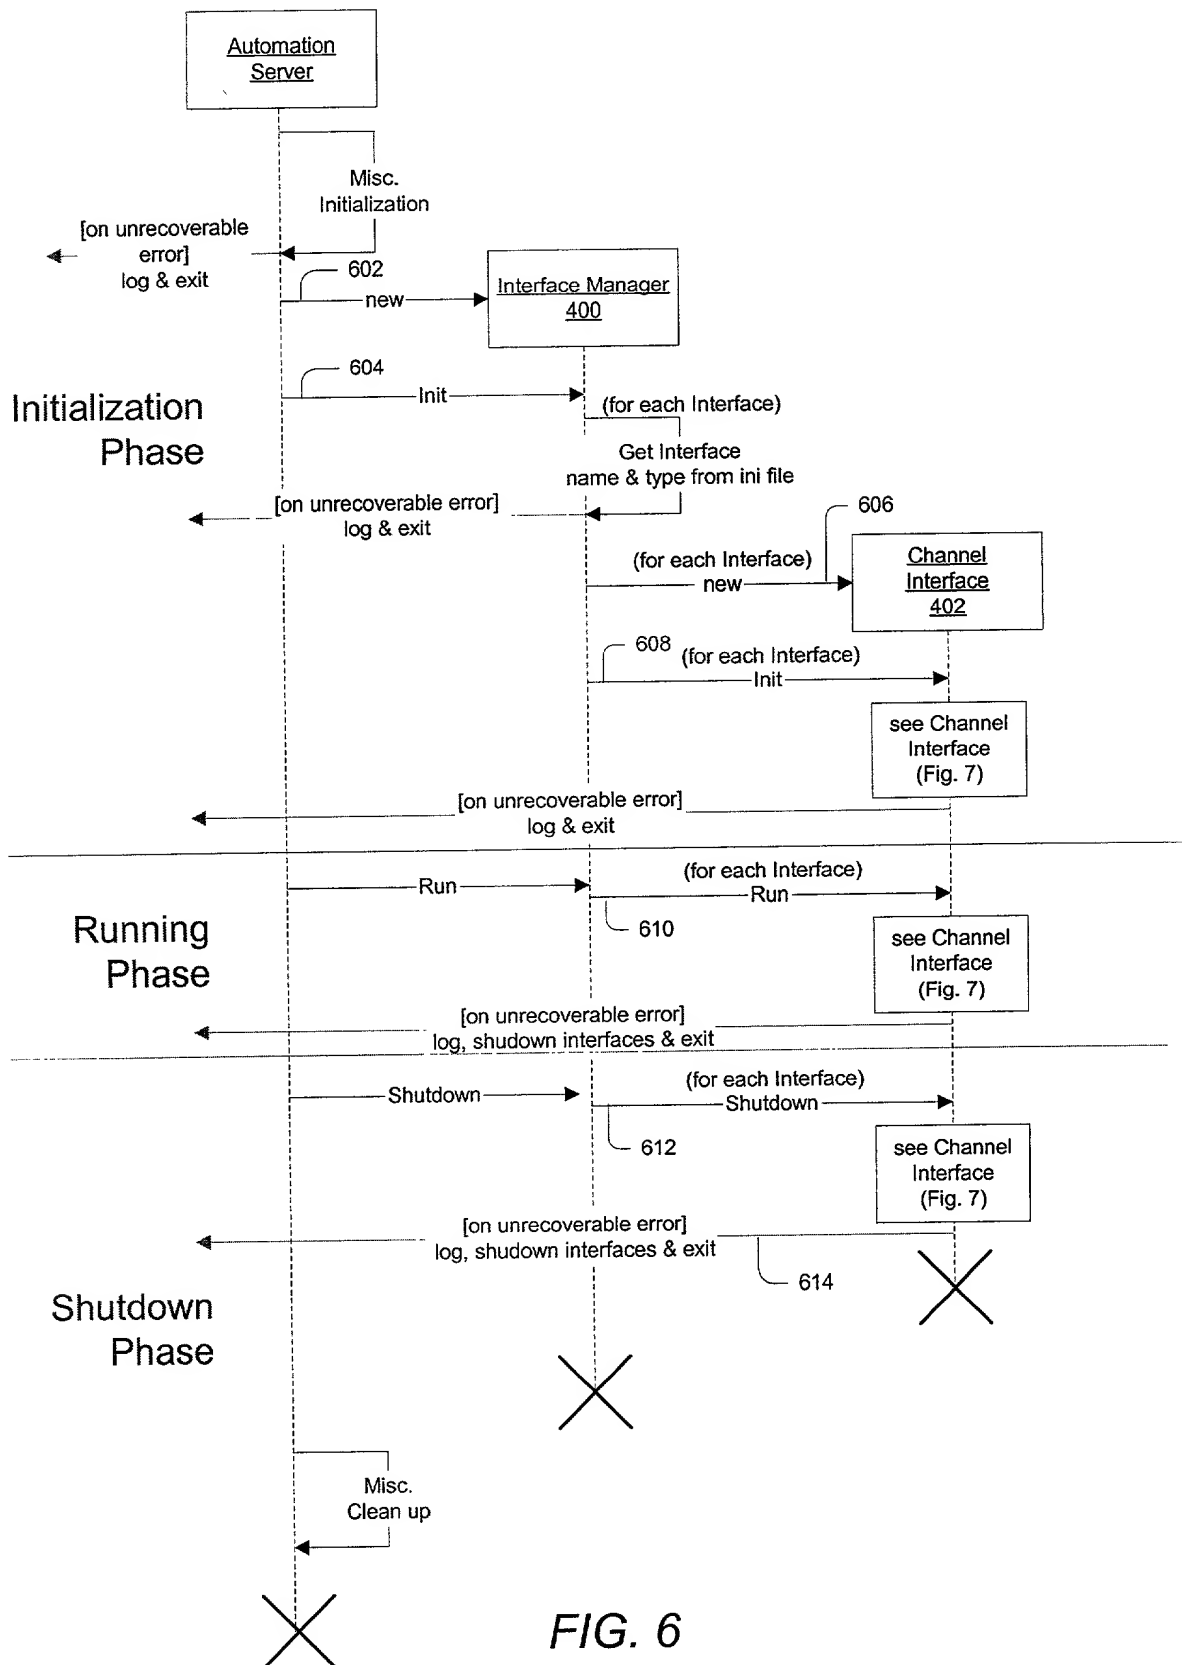 Automation
Server
Misc.
Initialization
[on unrecoverable
error]
log & exit
602
new
Interface Manager
400
604
Init
(for each Interface)
Initialization
Phase
Get Interface
name & type from ini file
[on unrecoverable error]
log & exit
606
(for each Interface)
new
Channel
Interface
402
608
(for each Interface)
Init
see Channel
Interface
(Fig. 7)
[on unrecoverable error]
log & exit
Run
(for each Interface)
Run
610
Running
Phase
see Channel
Interface
(Fig. 7)
[on unrecoverable error]
log, shudown interfaces & exit
Shutdown
(for each Interface)
Shutdown
612
see Channel
Interface
(Fig. 7)
[on unrecoverable error]
log, shudown interfaces & exit
614
Shutdown
Phase
Misc.
Clean up
FIG. 6